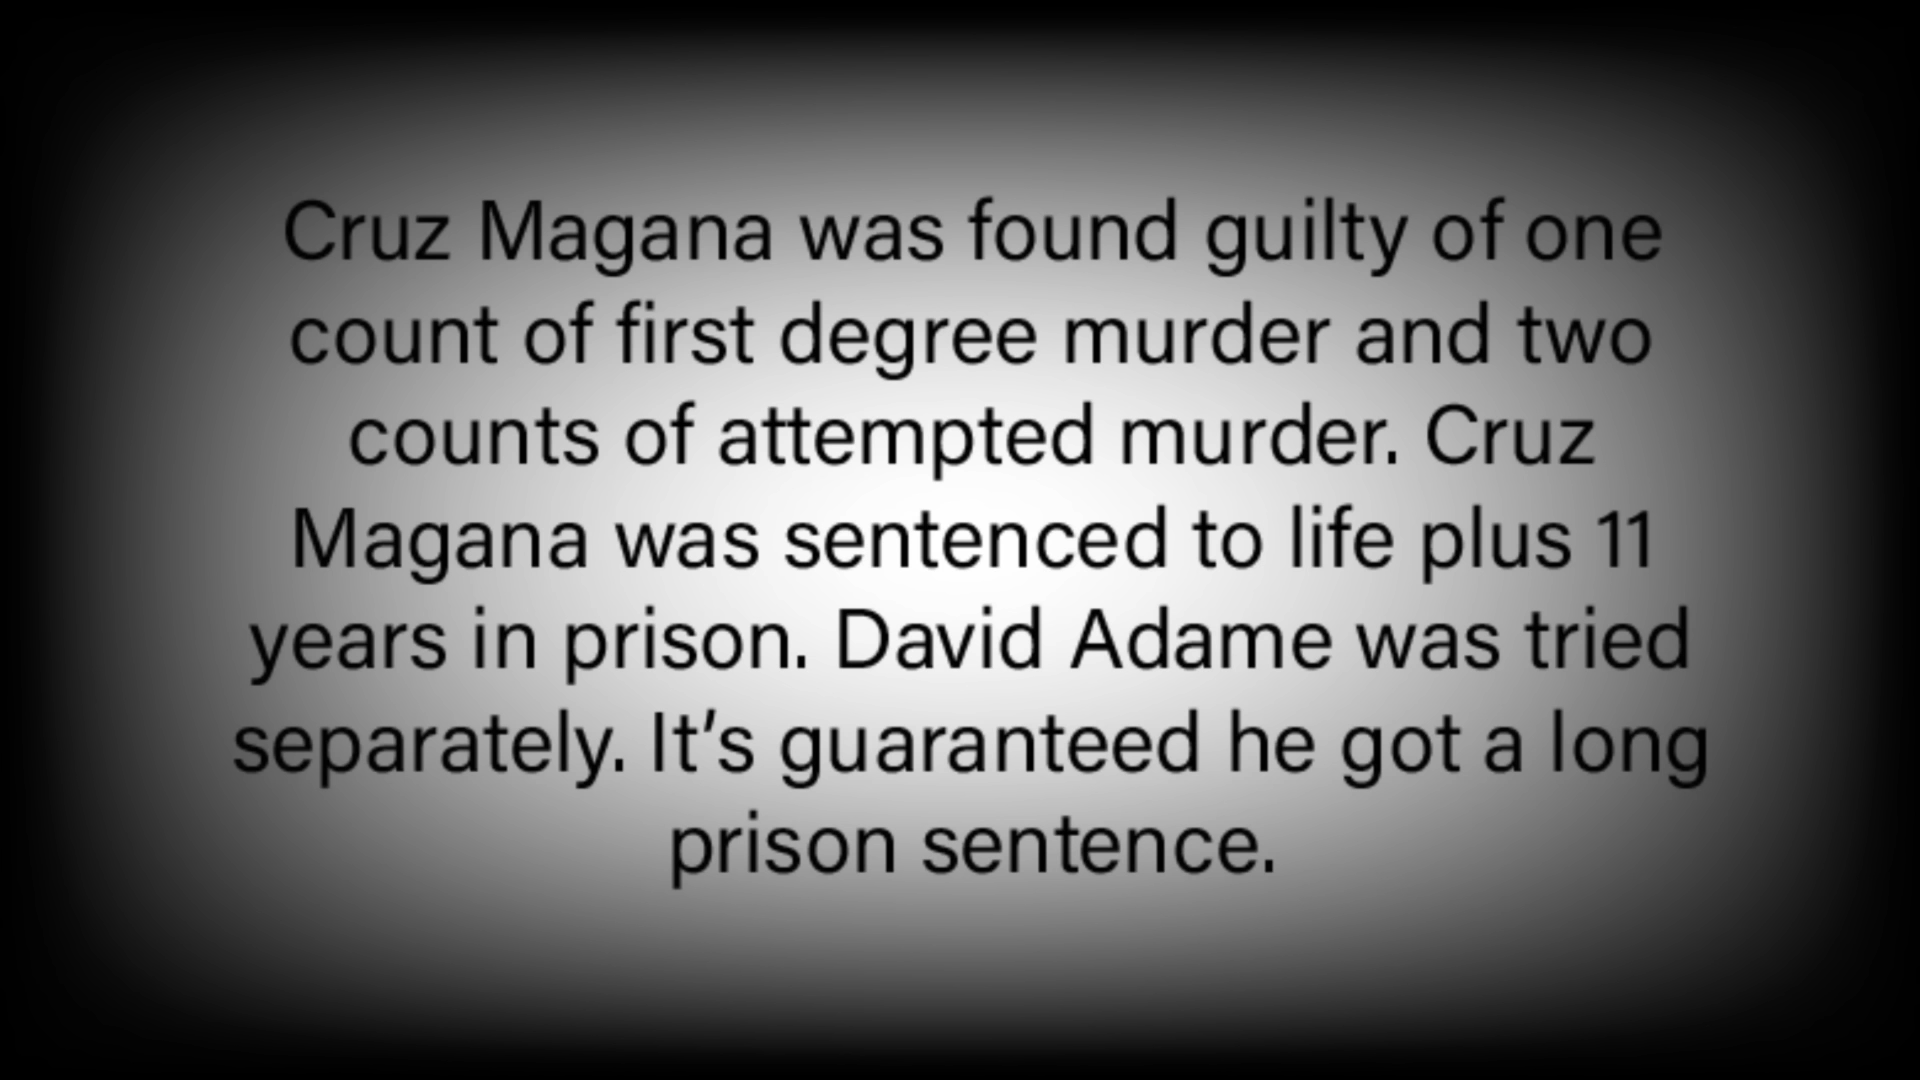 Cruz Magana was found guilty of one
count of first degree murder and two
counts of attempted murder. Cruz
Magana was sentenced to life plus 11
years in prison. David Adame was tried
separately. It’s guaranteed he got a long
prison sentence.